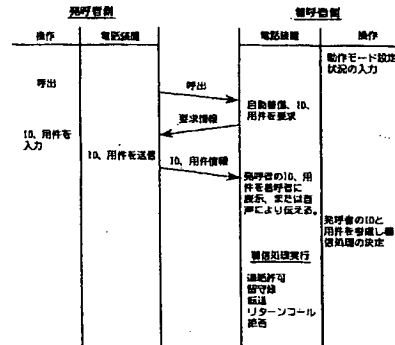 発呼者側
着呼者側
操作
電話装置
電話装置
操作
動作モード設定
状況の入力
呼出
呼出
自動着信、ID、
用件を要求
要求情報
ID、用件を
入力
ID、用件を送信
ID、用件情報
発呼者のID、用
件を着呼者に
表示、または音
声により伝える。
発呼者のIDと
用件を考慮し着
信処理の決定
着信処理実行
通話許可
留守録
転送
リターンコール
拒否